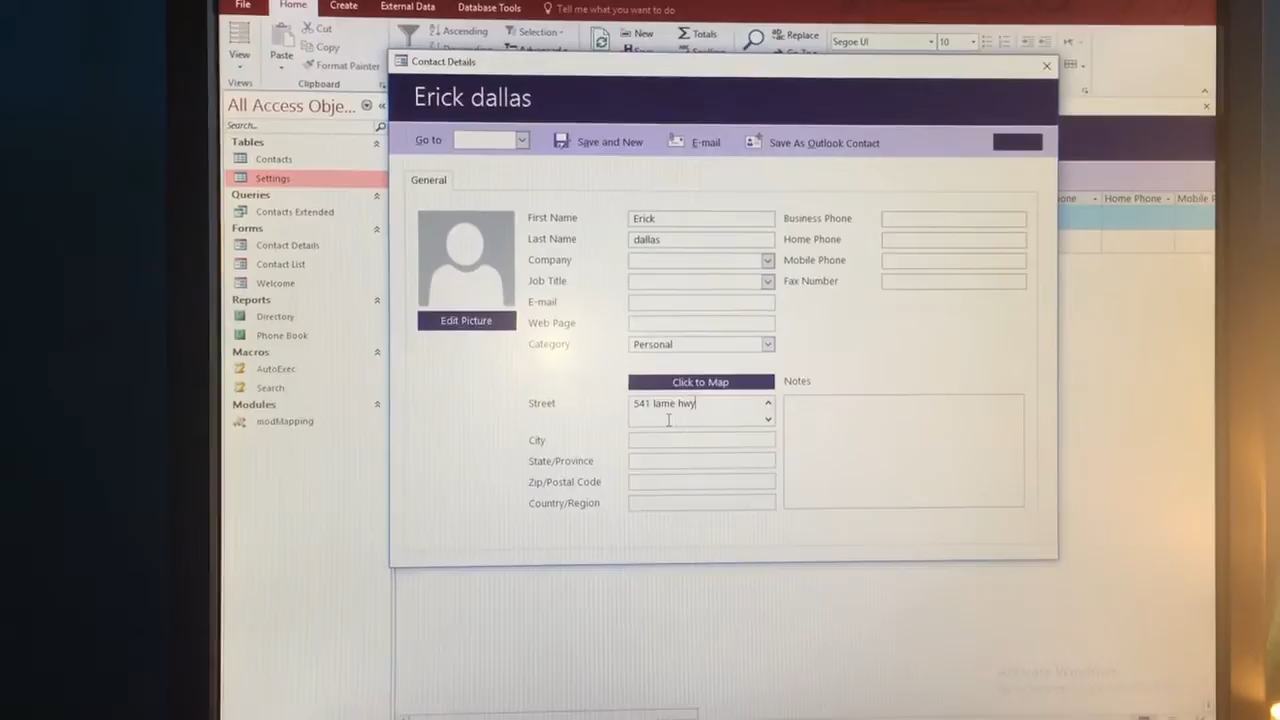 File Home Create External Data Database Tools Tell me what you want to do
View
Views
Paste
Cut
Copy
Format Painter
Clipboard
Ascending
Selection
New
Totals
Replace
Segoe UI 10
All Access Obje...
Search...
Tables
Contacts
Settings
Queries
Contacts Extended
Forms
Contact Details
Contact List
Welcome
Reports
Directory
Phone Book
Macros
AutoExec
Search
Modules
modMapping
Contact Details
Erick dallas
Go to Save and New E-mail Save As Outlook Contact
General
Edit Picture
First Name Erick
Last Name dallas
Company
Job Title
E-mail
Web Page
Category Personal
Business Phone
Home Phone
Mobile Phone
Fax Number
Click to Map
Notes
Street 541 lame hwy
City
State/Province
Zip/Postal Code
Country/Region
Home Phone Mobile P